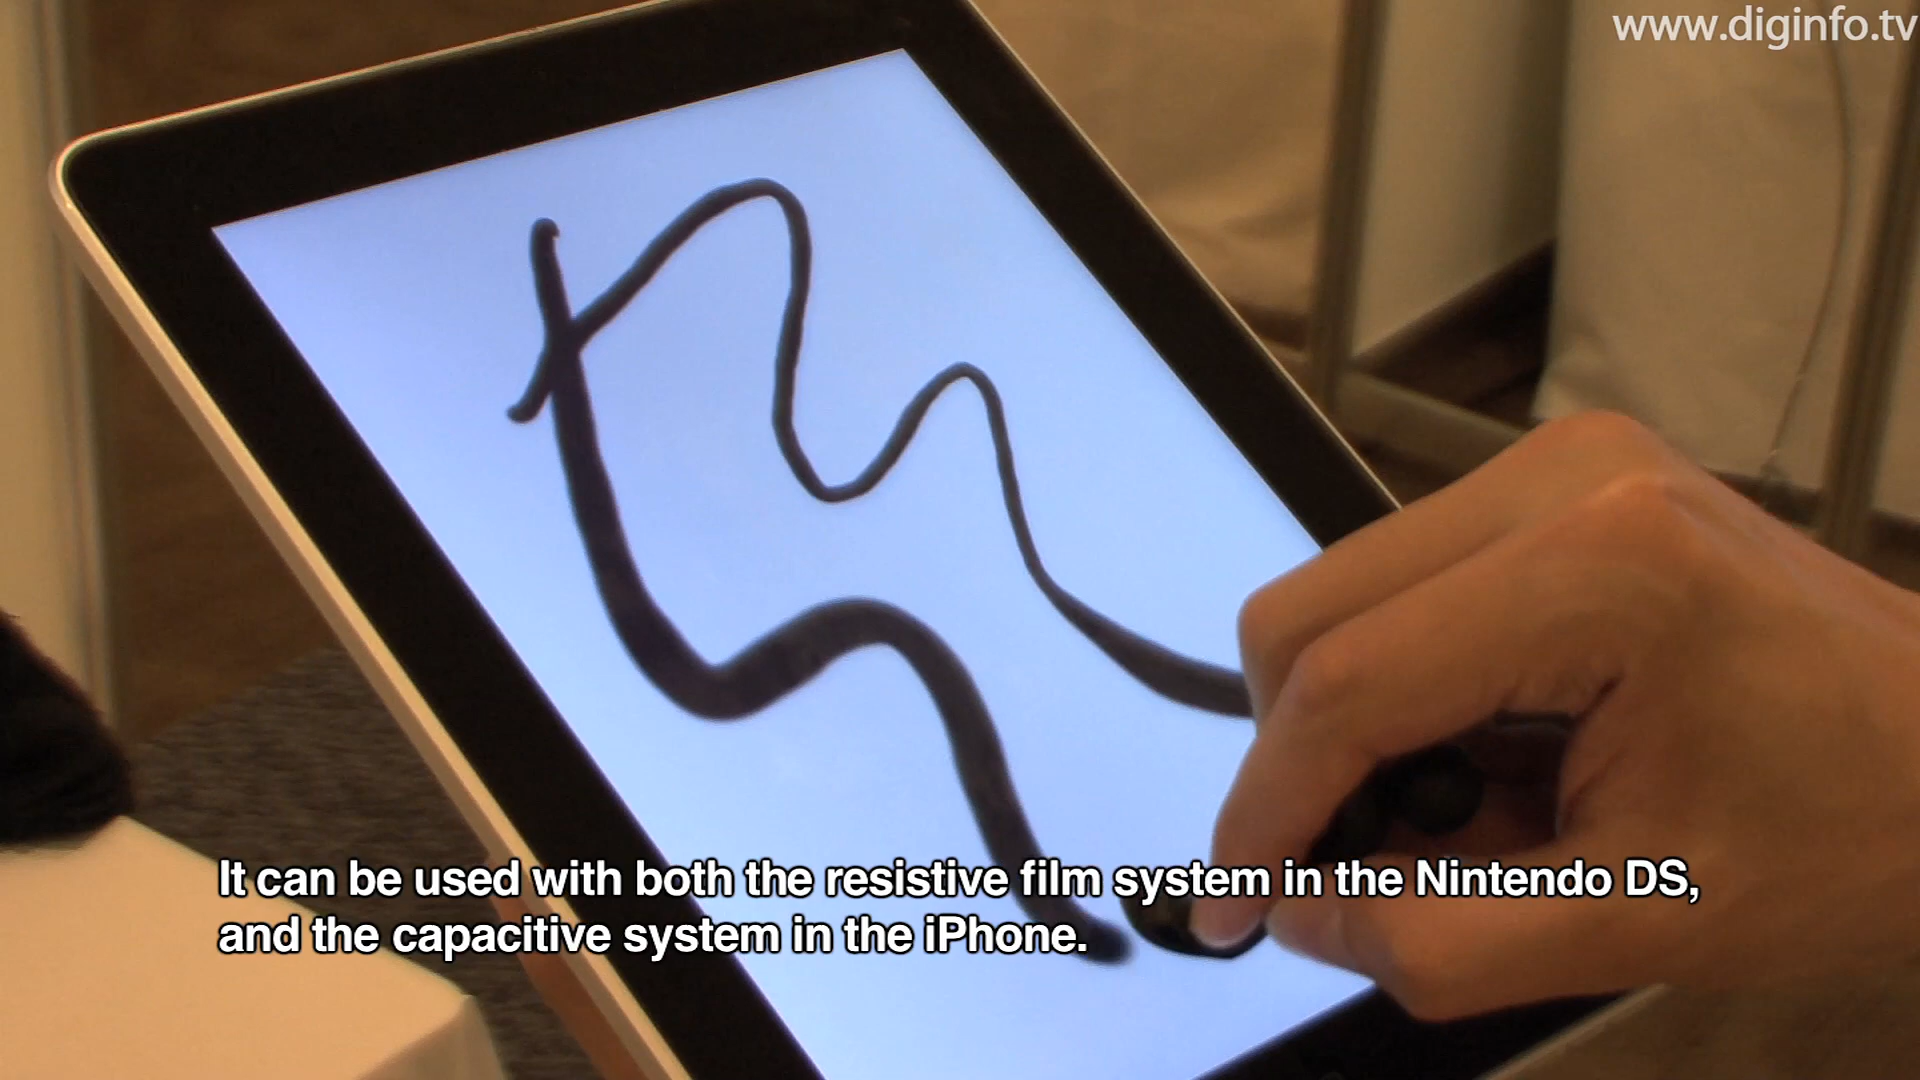 www.diginfo.tv
It can be used with both the resistive film system in the Nintendo DS,
and the capacitive system in the iPhone.